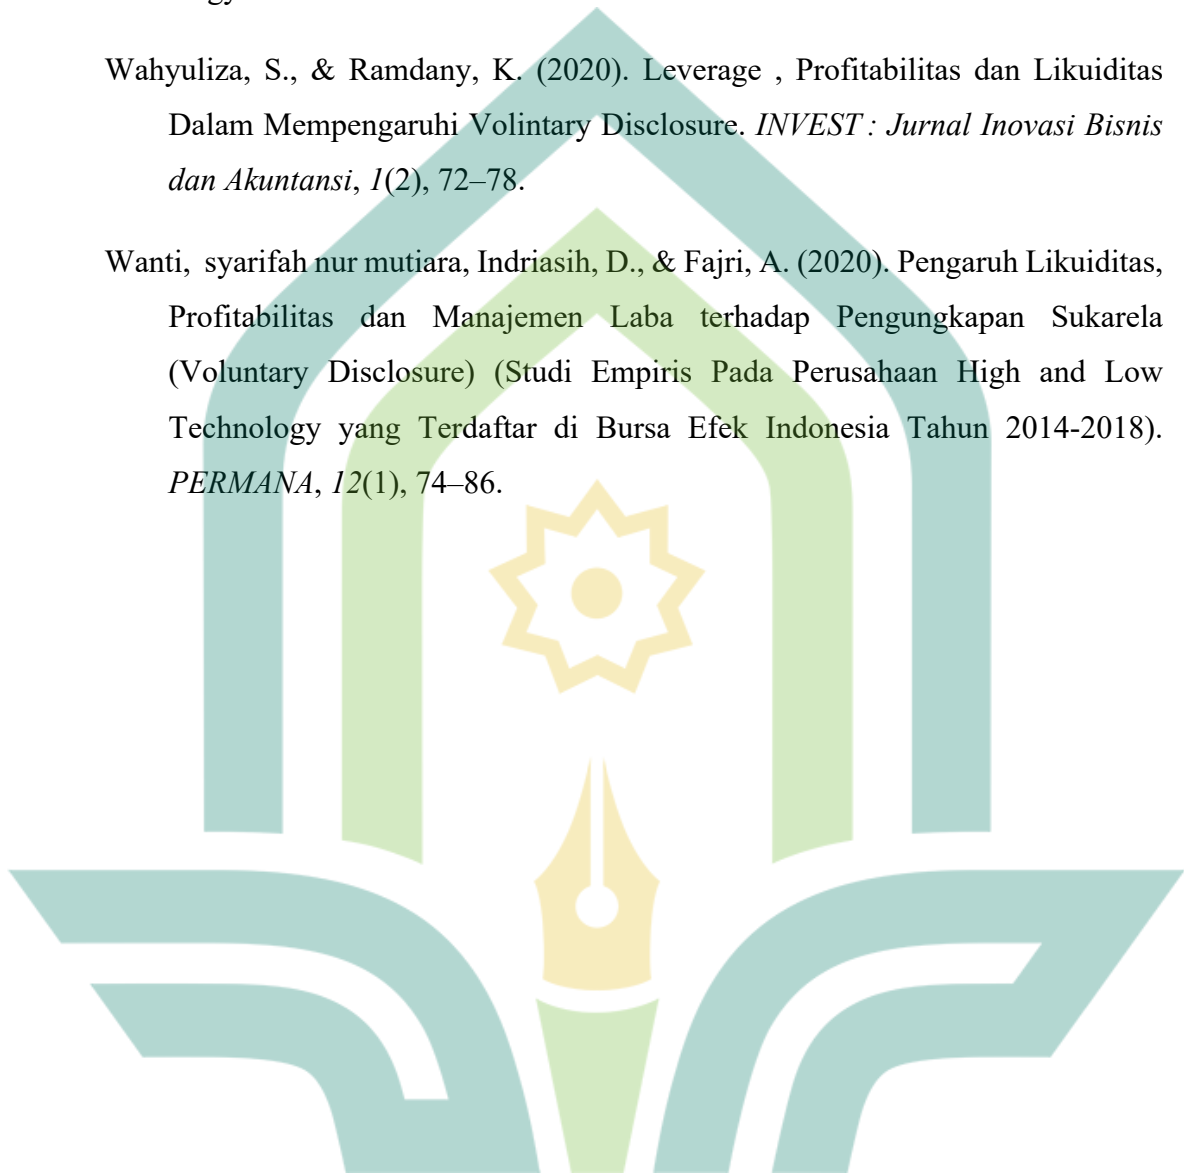 Wahyuliza, S., & Ramdany, K. (2020). Leverage , Profitabilitas dan Likuiditas
Dalam Mempengaruhi Volintary Disclosure. INVEST : Jurnal Inovasi Bisnis
dan Akuntansi, 1(2), 72–78.
Wanti, syarifah nur mutiara, Indriasih, D., & Fajri, A. (2020). Pengaruh Likuiditas,
Profitabilitas dan Manajemen Laba terhadap Pengungkapan Sukarela
(Voluntary Disclosure) (Studi Empiris Pada Perusahaan High and Low
Technology yang Terdaftar di Bursa Efek Indonesia Tahun 2014-2018).
PERMANA, 12(1), 74–86.